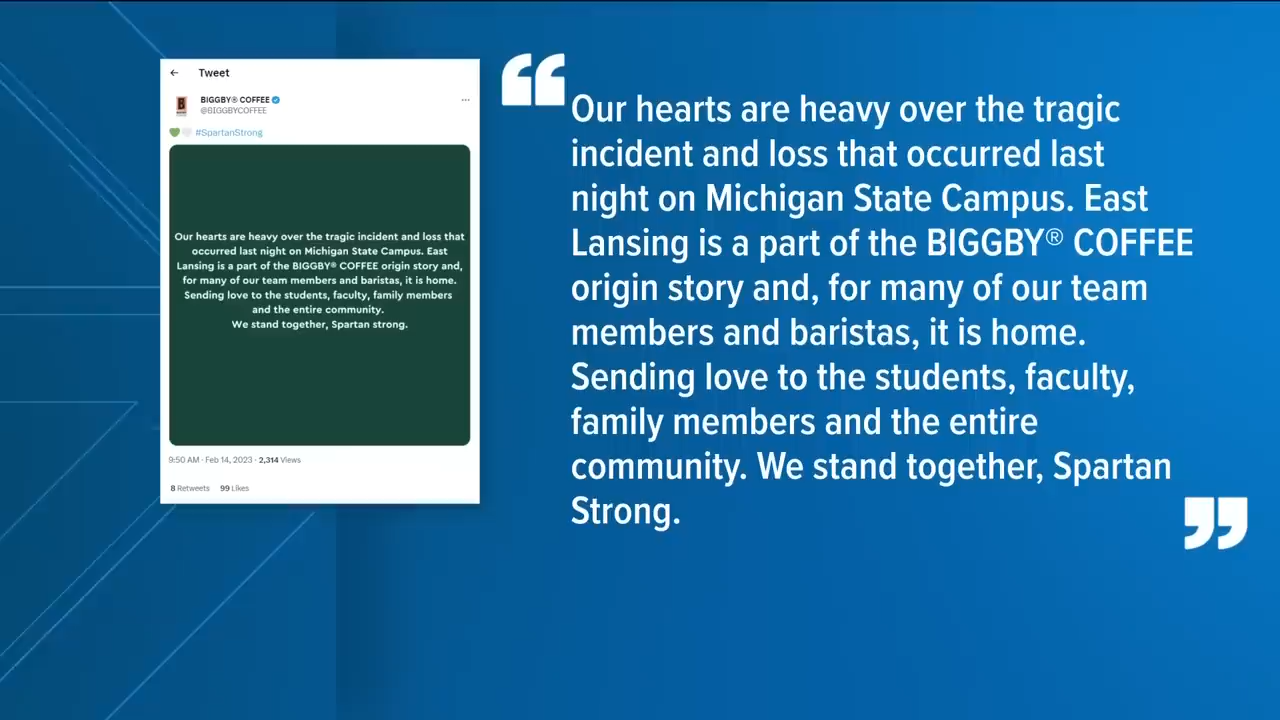 Tweet
BIGGBY® COFFEE
@BIGGBYCOFFEE
#SpartanStrong
Our hearts are heavy over the tragic incident and loss that
occurred last night on Michigan State Campus. East
Lansing is a part of the BIGGBY® COFFEE origin story and,
for many of our team members and baristas, it is home.
Sending love to the students, faculty, family members
and the entire community.
We stand together, Spartan strong.
9:50 AM · Feb 14, 2023 · 2,314 Views
8 Retweets 99 Likes
“Our hearts are heavy over the tragic
incident and loss that occurred last
night on Michigan State Campus. East
Lansing is a part of the BIGGBY® COFFEE
origin story and, for many of our team
members and baristas, it is home.
Sending love to the students, faculty,
family members and the entire
community. We stand together, Spartan
Strong.”